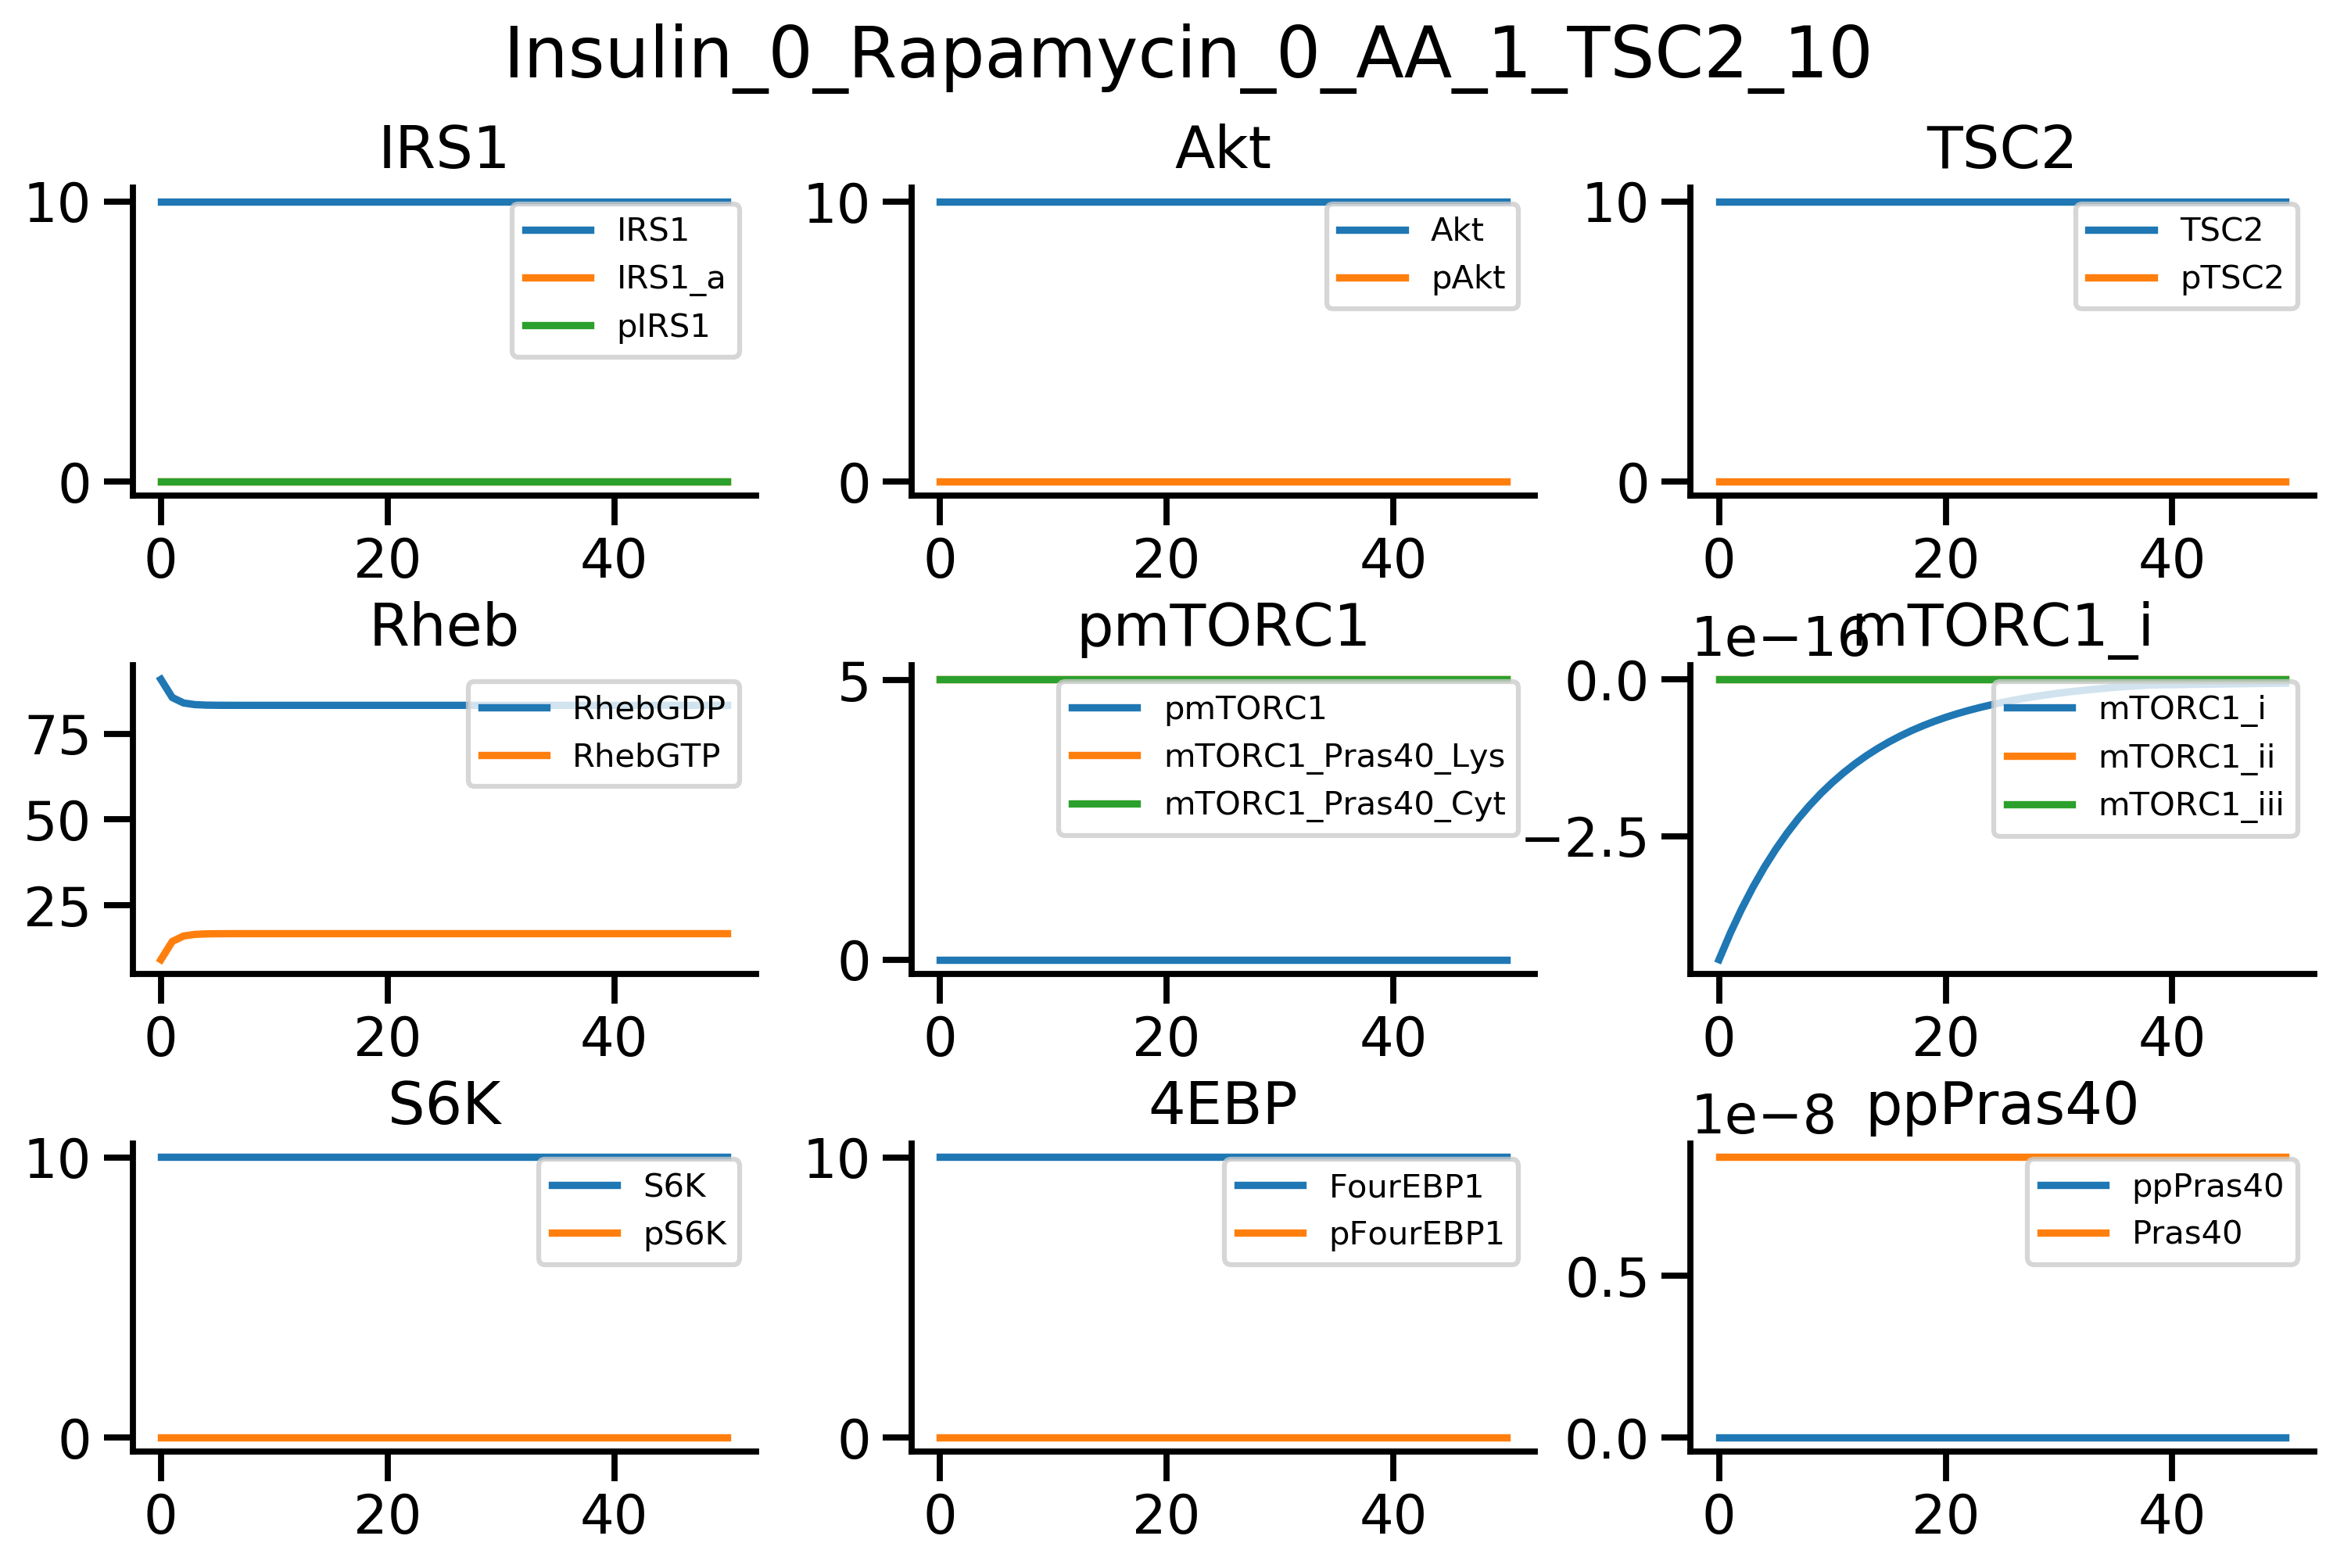 Insulin_0_Rapamycin_0_AA_1_TSC2_10
IRS1
10
0
0 20 40
IRS1
IRS1_a
pIRS1
Akt
10
0
0 20 40
Akt
pAkt
TSC2
10
0
0 20 40
TSC2
pTSC2
Rheb
75
50
25
0 20 40
RhebGDP
RhebGTP
pmTORC1
5
0
0 20 40
pmTORC1
mTORC1_Pras40_Lys
mTORC1_Pras40_Cyt
1e−16
mTORC1_i
0.0
−2.5
0 20 40
mTORC1_i
mTORC1_ii
mTORC1_iii
S6K
10
0
0 20 40
S6K
pS6K
4EBP
10
0
0 20 40
FourEBP1
pFourEBP1
1e−8
ppPras40
0.5
0.0
0 20 40
ppPras40
Pras40